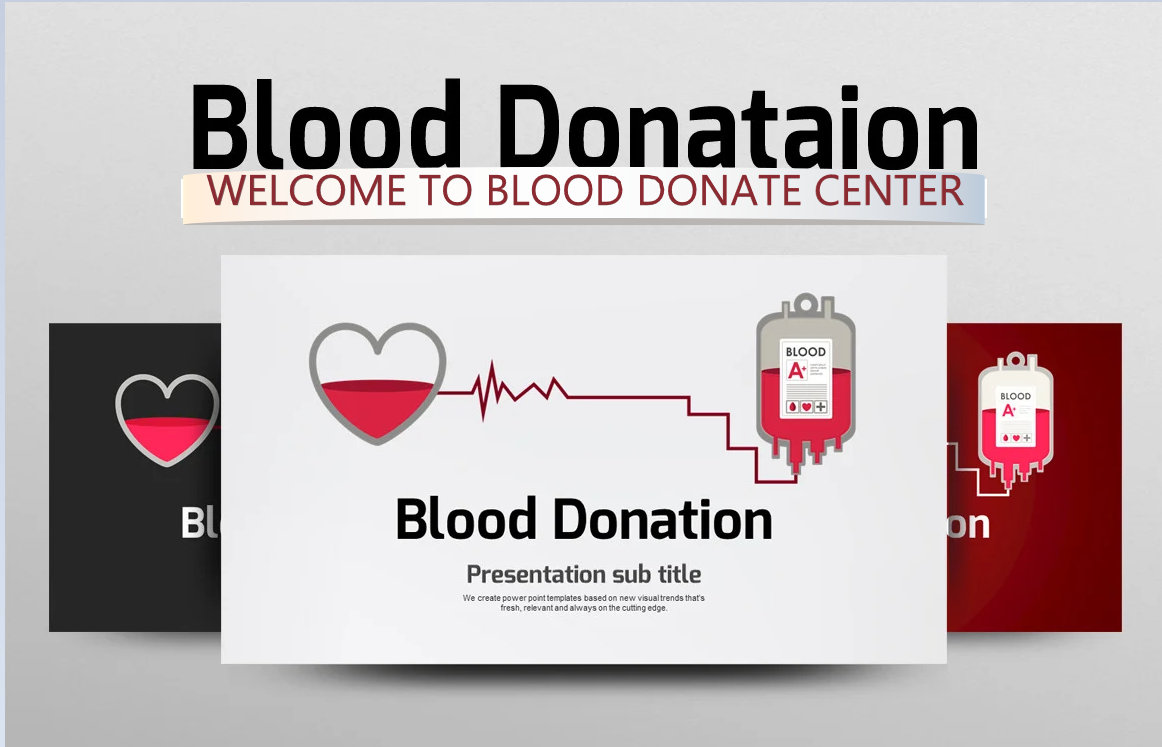 Blood Donataion
WELCOME TO BLOOD DONATE CENTER
BLOOD
A+
BLOOD
A+
Blood Donation
Bl
on
Presentation sub title
We create power point templates based on new visual trends that's
fresh, relevant and always on the cutting edge.